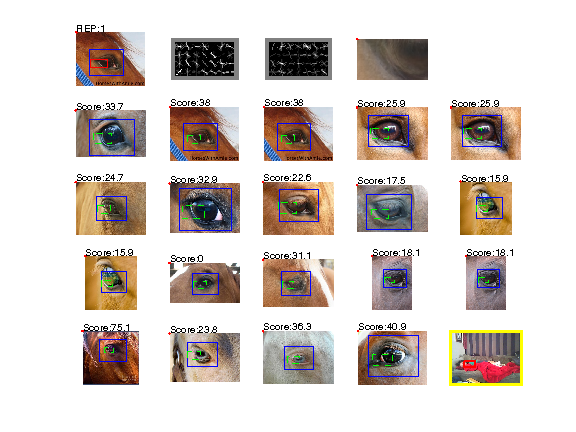 REP:1
HorsesWithAmie.com
Score:33.7
Score:38
Score:38
Score:25.9
Score:25.9
Score:24.7
Score:32.9
Score:22.6
Score:17.5
Score:15.9
Score:15.9
Score:0
Score:31.1
Score:18.1
Score:18.1
Score:75.1
Score:23.8
Score:36.3
Score:40.9